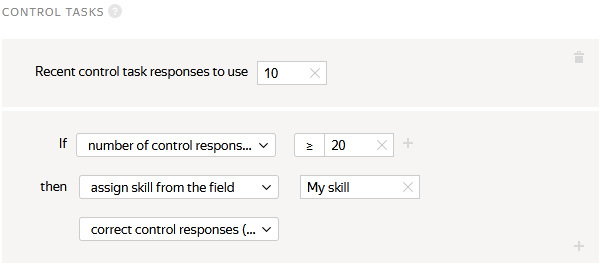 CONTROL TASKS ?
Recent control task responses to use 10
If number of control respons... ≥ 20
then assign skill from the field My skill
correct control responses (...